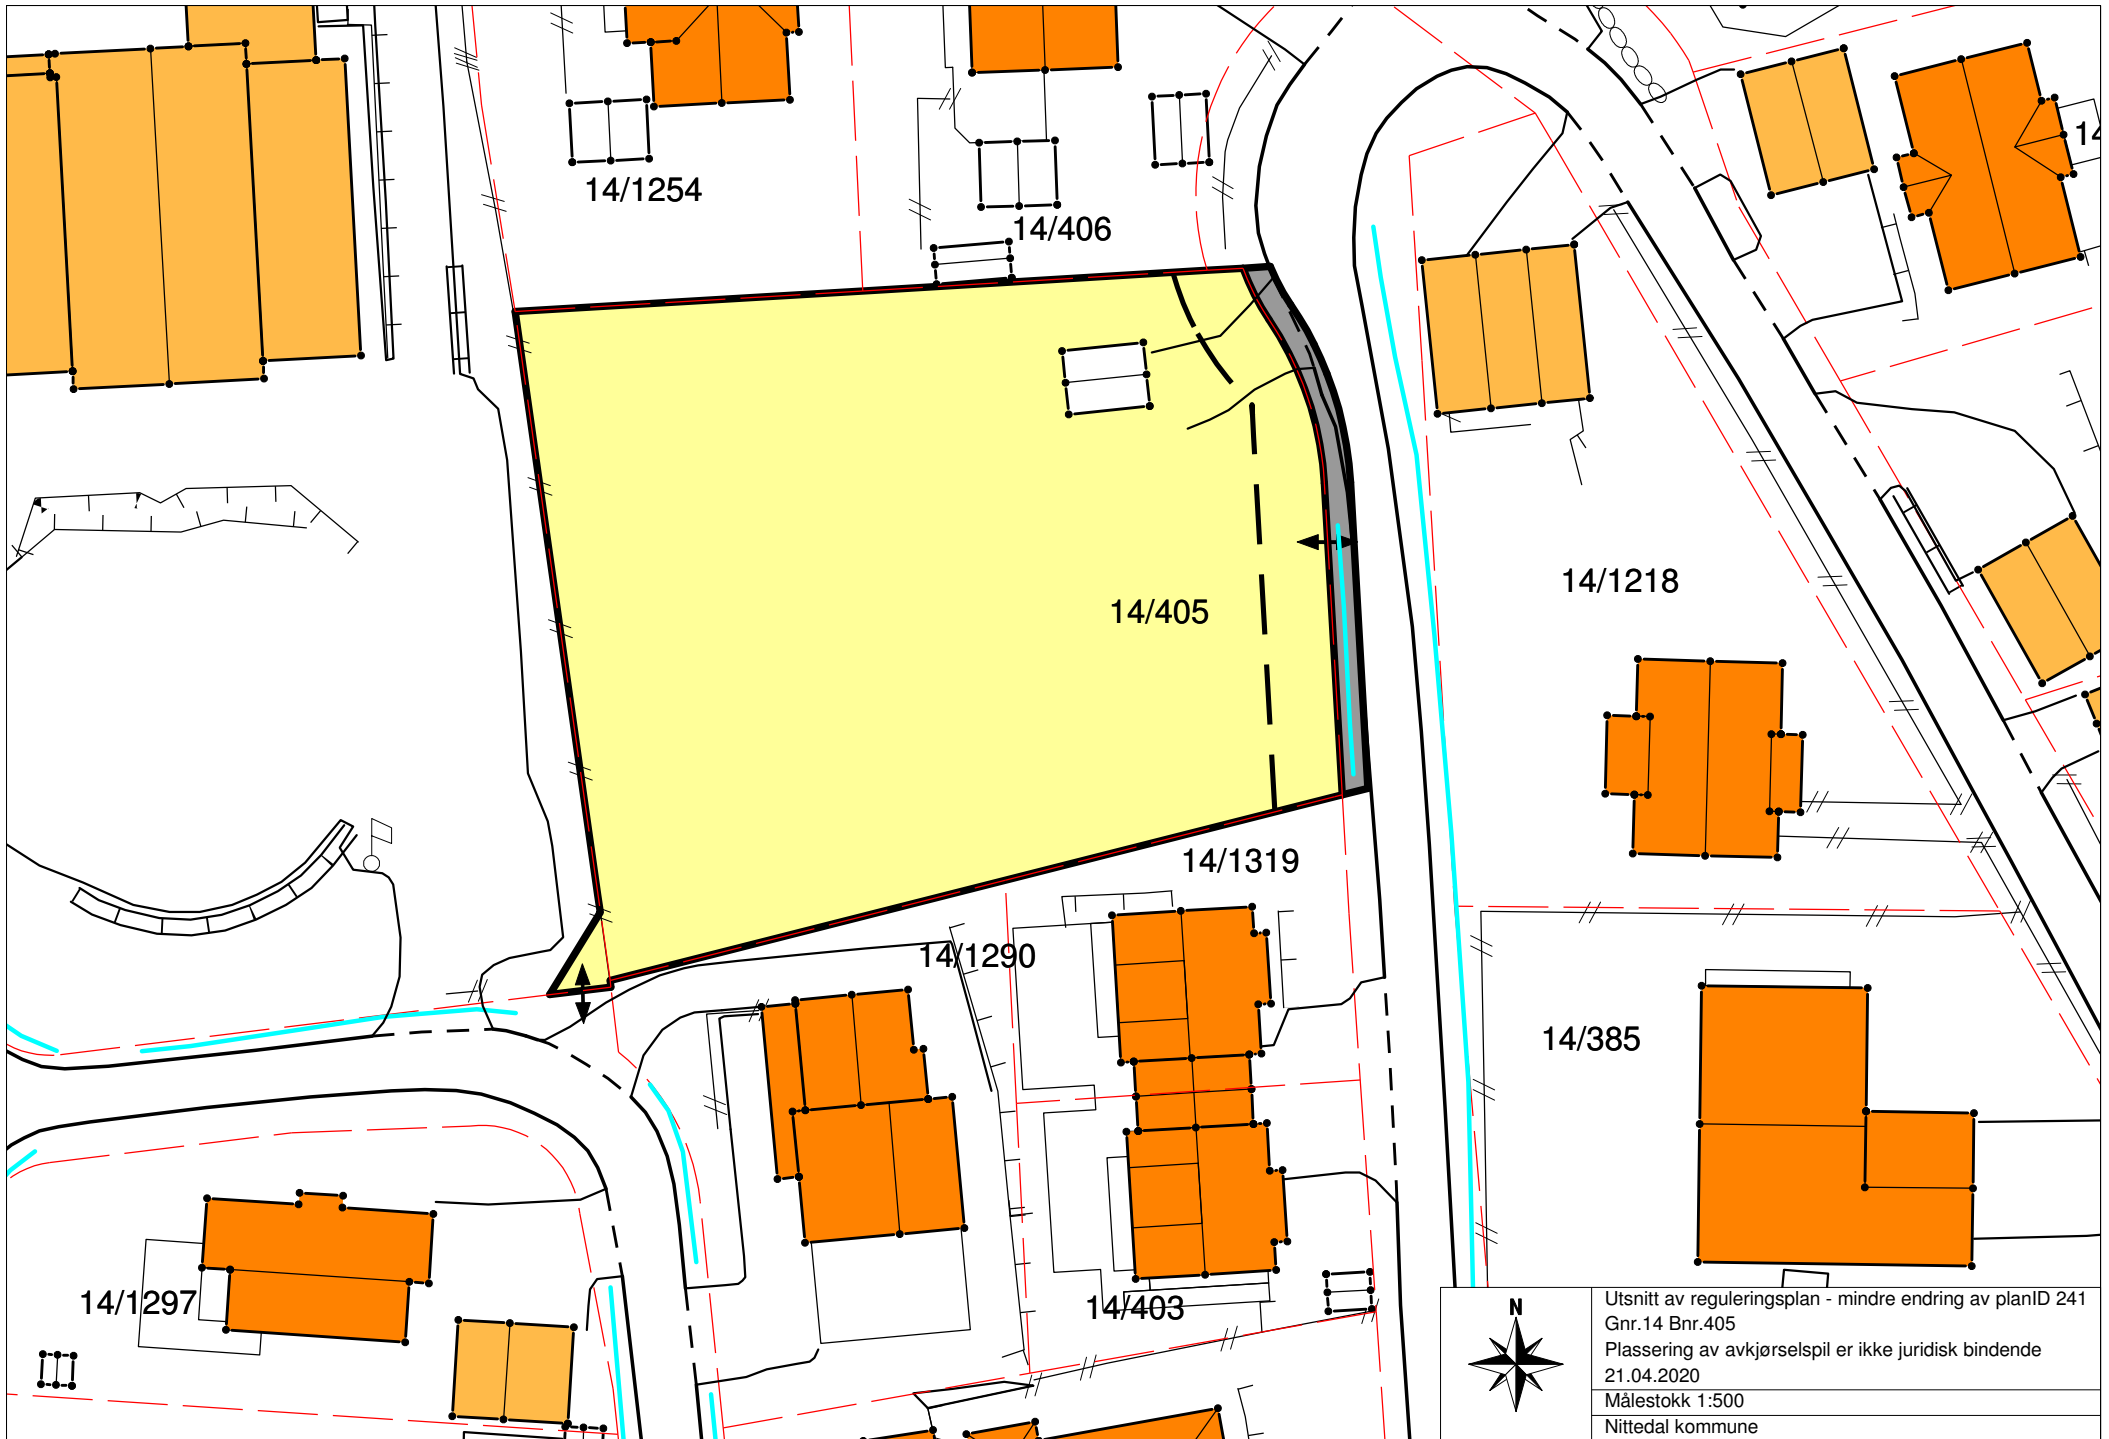 14/1254
14/406
14/405
14/1218
14/1319
14/1290
14/385
14/1297
14/403
N
Utsnitt av reguleringsplan - mindre endring av planID 241
Gnr.14 Bnr.405
Plassering av avkjørselspil er ikke juridisk bindende
21.04.2020
Målestokk 1:500
Nittedal kommune